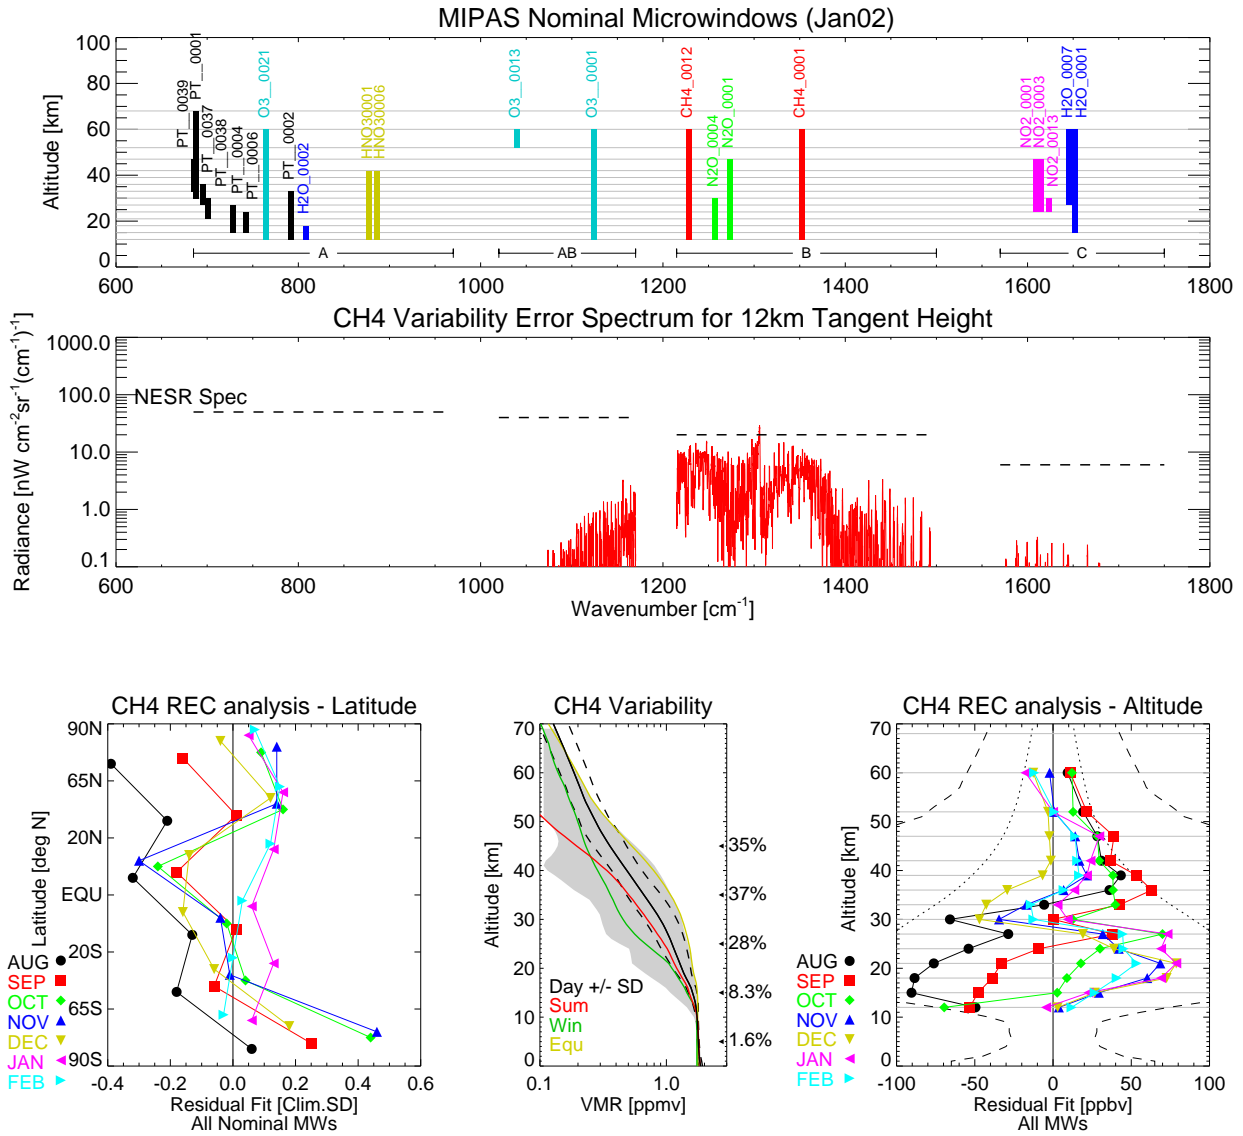 MIPAS Nominal Microwindows (Jan02)
Altitude [km]
100
80
60
40
20
0
PT__0039
PT__0001
PT__0037
PT__0038
PT__0004
PT__0006
O3__0021
PT__0002
H2O_0002
HNO30001
HNO30006
O3__0013
O3__0001
CH4_0012
N2O_0004
N2O_0001
CH4_0001
NO2_0001
NO2_0003
NO2_0013
H2O_0007
H2O_0001
A
AB
B
C
600 800 1000 1200 1400 1600 1800
CH4 Variability Error Spectrum for 12km Tangent Height
Radiance [nW cm-2sr-1(cm-1)-1]
1000.0
100.0
10.0
1.0
0.1
NESR Spec
600 800 1000 1200 1400 1600 1800
Wavenumber [cm-1]
CH4 REC analysis - Latitude
Latitude [deg N]
90N
65N
20N
EQU
20S
65S
90S
AUG
SEP
OCT
NOV
DEC
JAN
FEB
-0.4 -0.2 0.0 0.2 0.4 0.6
Residual Fit [Clim.SD]
All Nominal MWs
CH4 Variability
Altitude [km]
70
60
50
40
30
20
10
0
35%
37%
28%
8.3%
1.6%
Day +/- SD
Sum
Win
Equ
0.1 1.0
VMR [ppmv]
CH4 REC analysis - Altitude
Altitude [km]
70
60
50
40
30
20
10
0
AUG
SEP
OCT
NOV
DEC
JAN
FEB
-100 -50 0 50 100
Residual Fit [ppbv]
All MWs